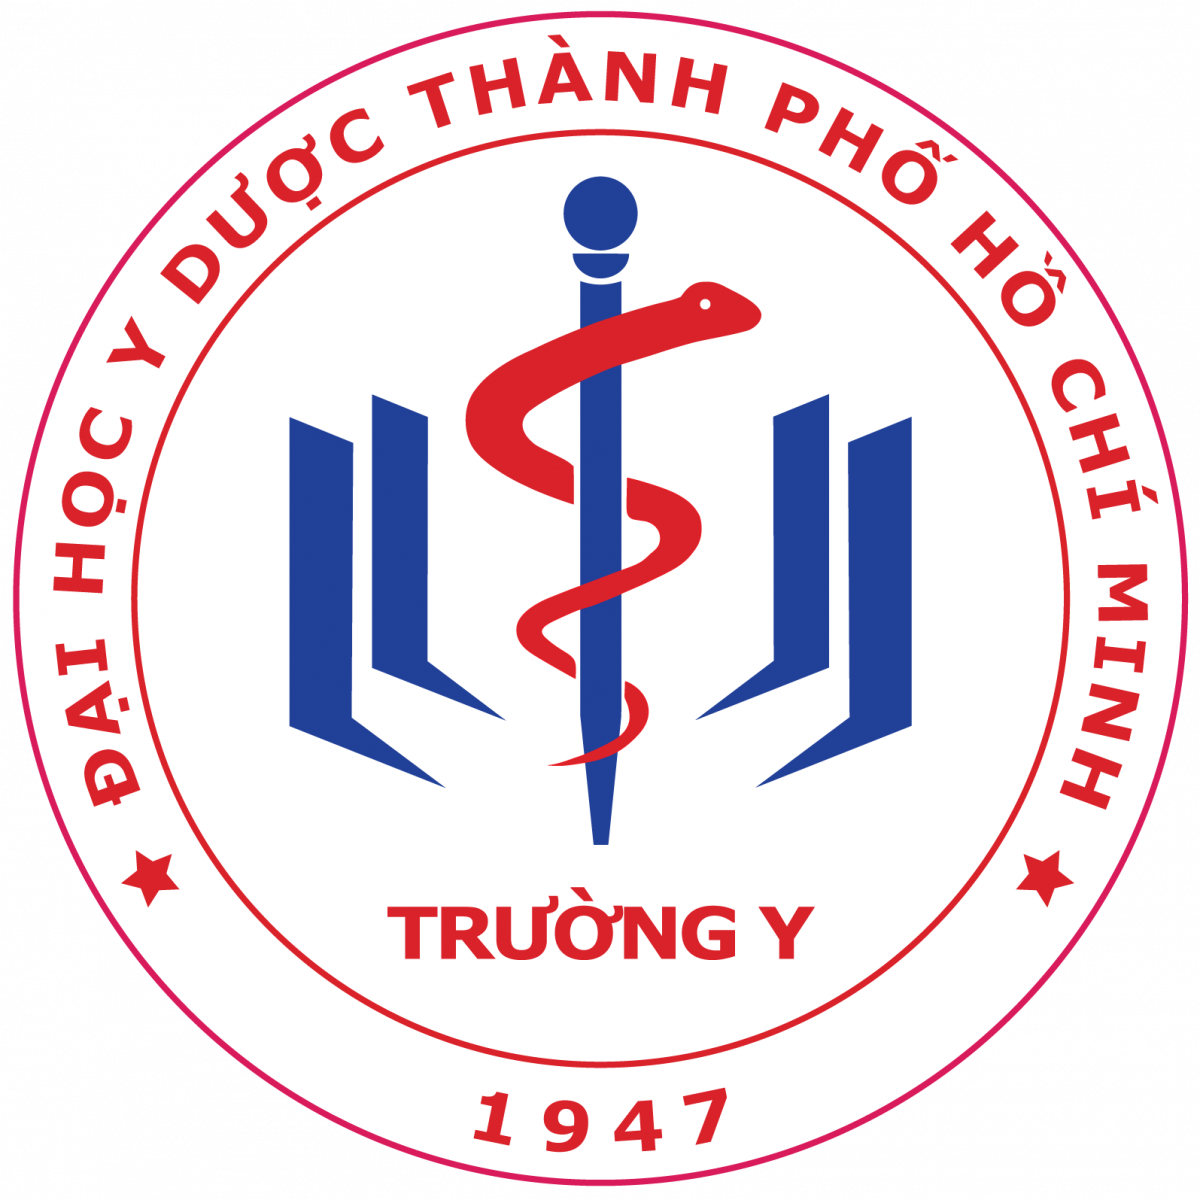 ĐẠI HỌC Y DƯỢC THÀNH PHỐ HỒ CHÍ MINH
TRƯỜNG Y
1947